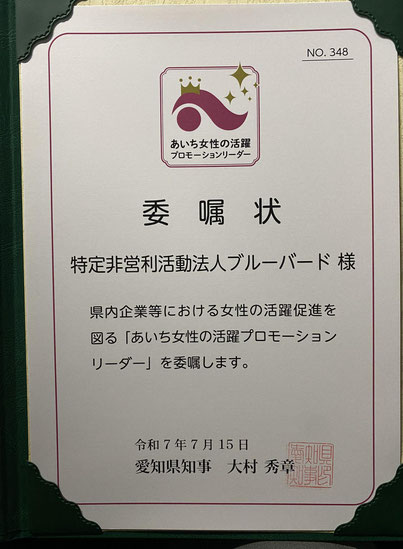 NO. 348
あいち女性の活躍
プロモーションリーダー
委嘱状
特定非営利活動法人ブルーバード 様
県内企業等における女性の活躍促進を
図る「あいち女性の活躍プロモーション
リーダー」を委嘱します。
令和7年7月15日
愛知県知事 大村 秀章